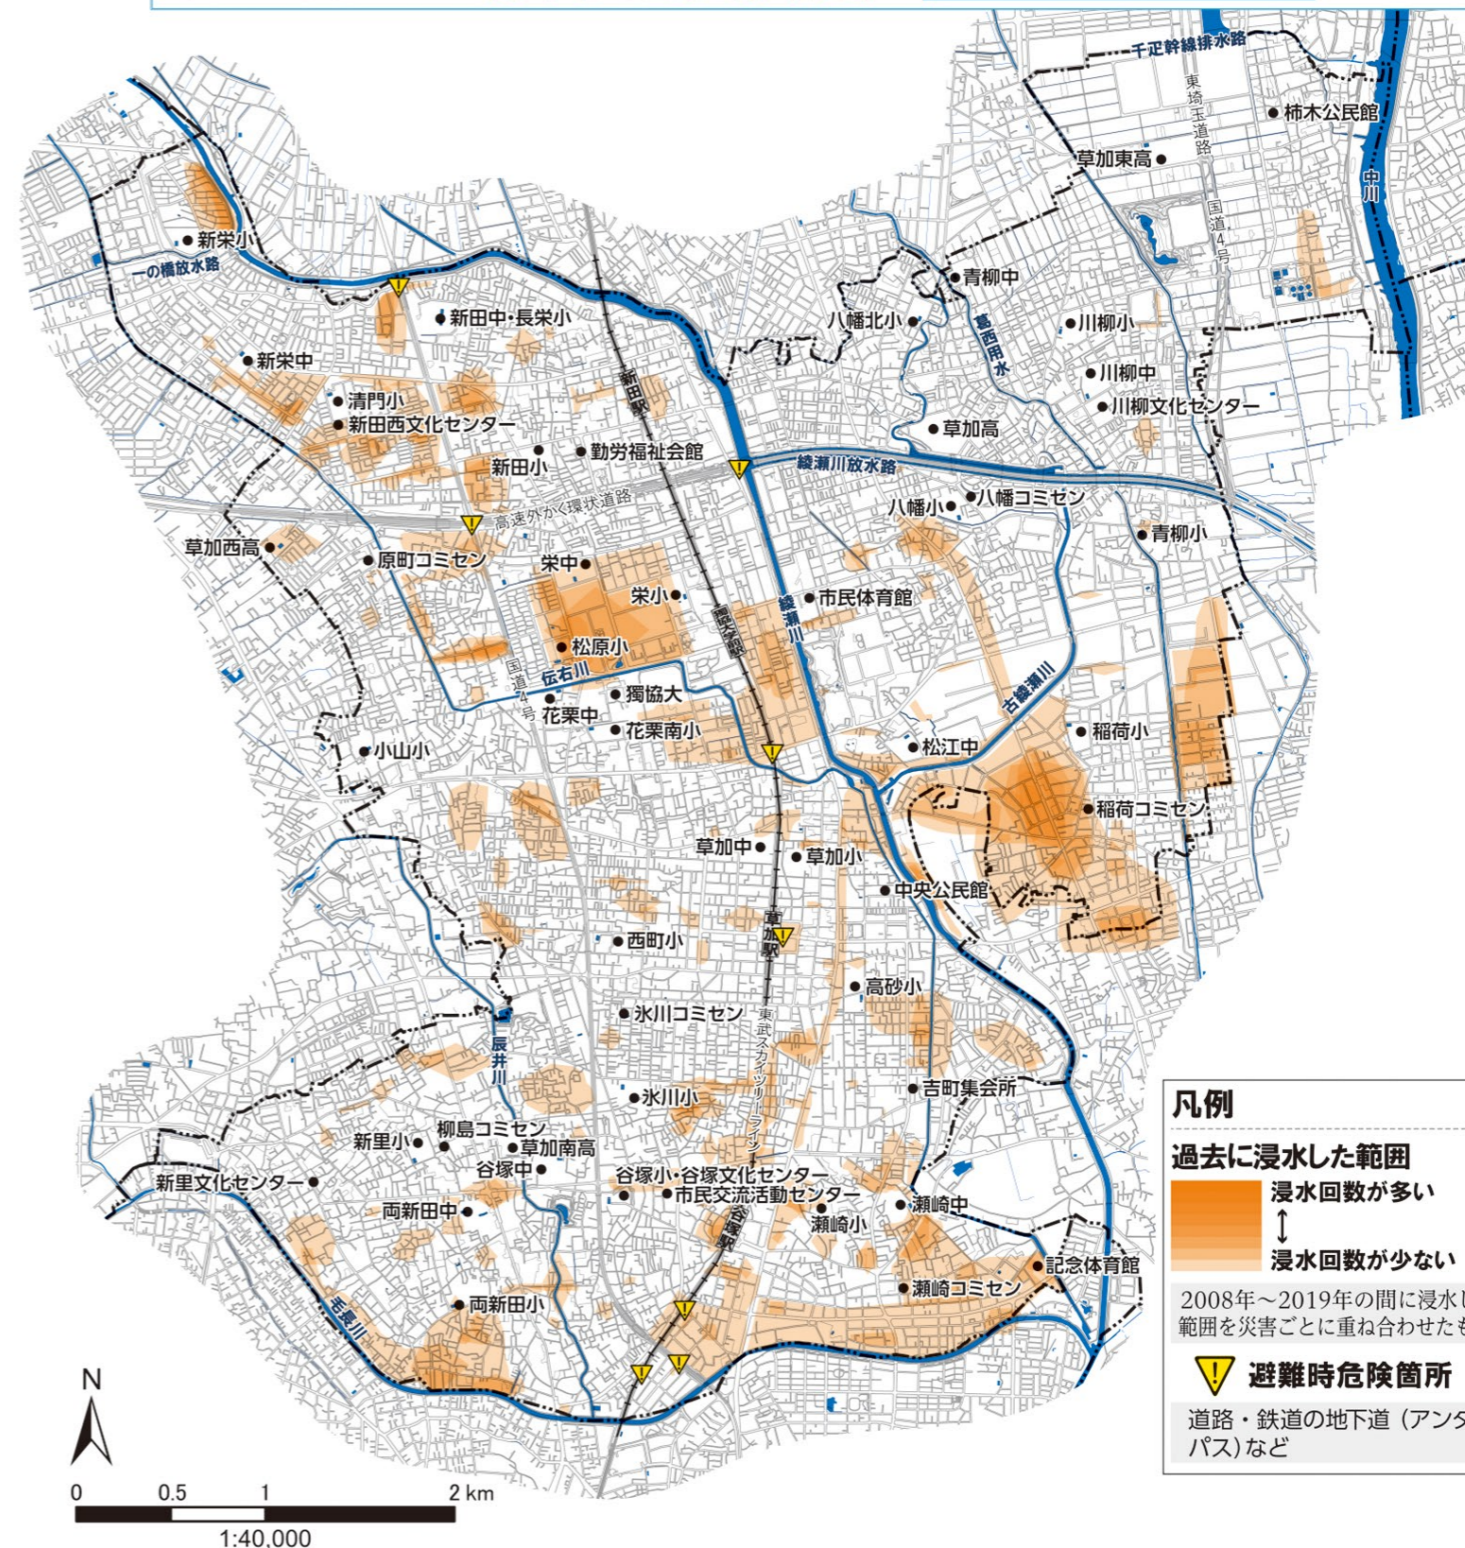 千疋幹線排水路
東埼玉道路
柿木公民館
草加東高
中川
国道4号
新栄小
一の橋放水路
青柳中
新田中・長栄小
八幡北小
川柳小
葛西用水
新栄中
川柳中
新田駅
清門小
川柳文化センター
新田西文化センター
草加高
新田小
勤労福祉会館
綾瀬川放水路
八幡コミセン
八幡小
高速外かく環状道路
青柳小
草加西高
原町コミセン
栄中
栄小
市民体育館
綾瀬川
獨協大学前駅
松原小
伝右川
国道4号
獨協大
古綾瀬川
花栗中
花栗南小
稲荷小
小山小
松江中
稲荷コミセン
草加中
草加小
中央公民館
草加駅
西町小
高砂小
氷川コミセン
東武スカイツリーライン
辰井川
吉町集会所
氷川小
柳島コミセン
新里小
草加南高
谷塚中
谷塚小・谷塚文化センター
新里文化センター
市民交流活動センター
両新田中
瀬崎中
瀬崎小
谷塚駅
記念体育館
瀬崎コミセン
両新田小
毛長川
凡例
過去に浸水した範囲
浸水回数が多い
浸水回数が少ない
2008年～2019年の間に浸水し
範囲を災害ごとに重ね合わせたも
避難時危険箇所
道路・鉄道の地下道（アンダ
パス）など
N
0 0.5 1 2 km
1:40,000